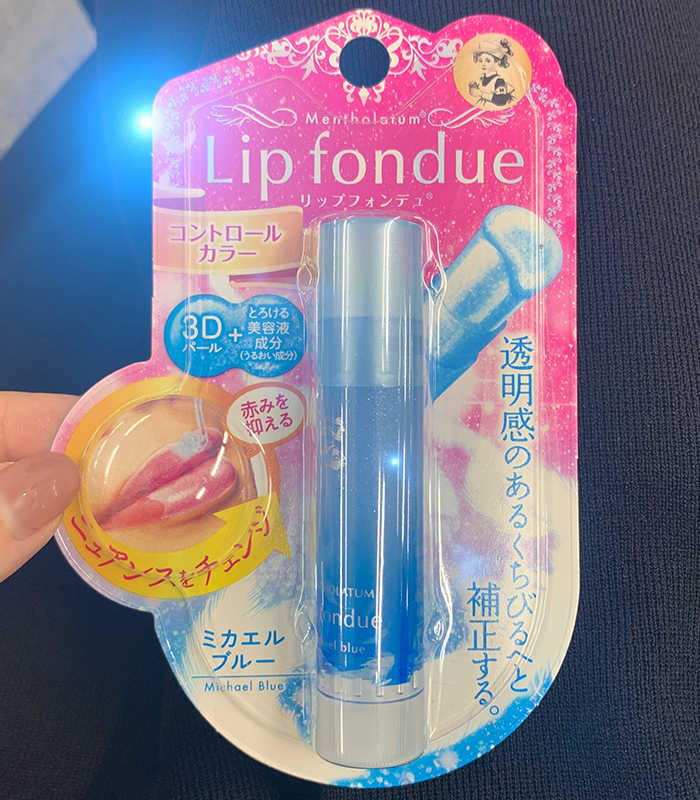 Mentholatum®
Lip fondue
リップフォンデュ®
コントロール
カラー
3D
パール
+
とろける
美容液
成分
(うるおい成分)
赤みを
抑える
ニュアンスをチェンジ
透明感のあるくちびるへと
補正する。
OLATUM
fondue
el blue
ミカエル
ブルー
Michael Blue